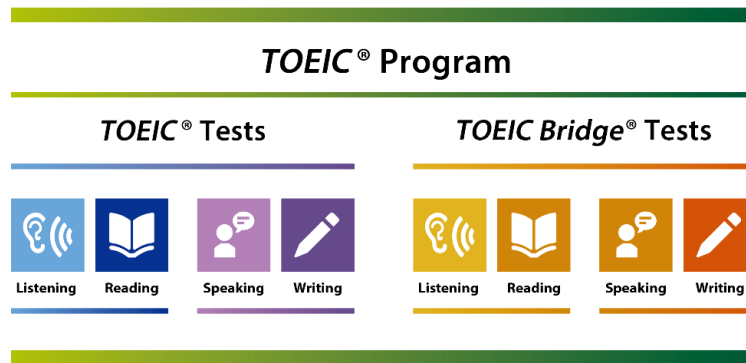 TOEIC® Program
TOEIC® Tests
Listening Reading Speaking Writing
TOEIC Bridge® Tests
Listening Reading Speaking Writing